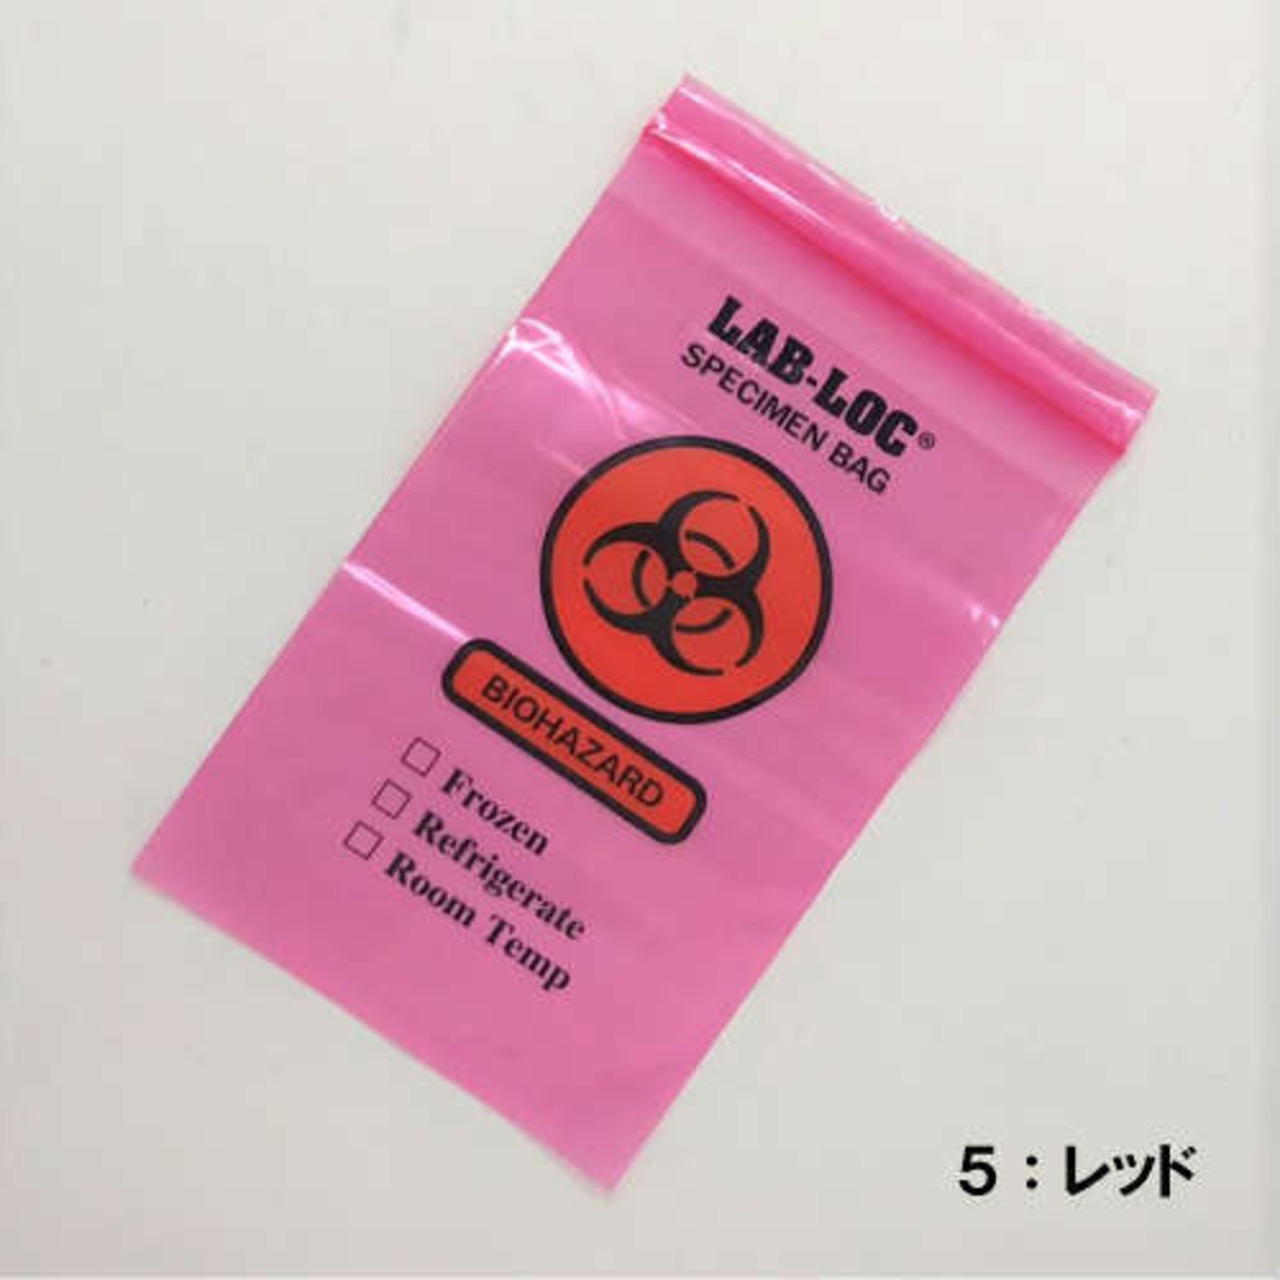 LAB-LOC®
SPECIMEN BAG
BIOHAZARD
□ Frozen
□ Refrigerate
□ Room Temp
5：レッド